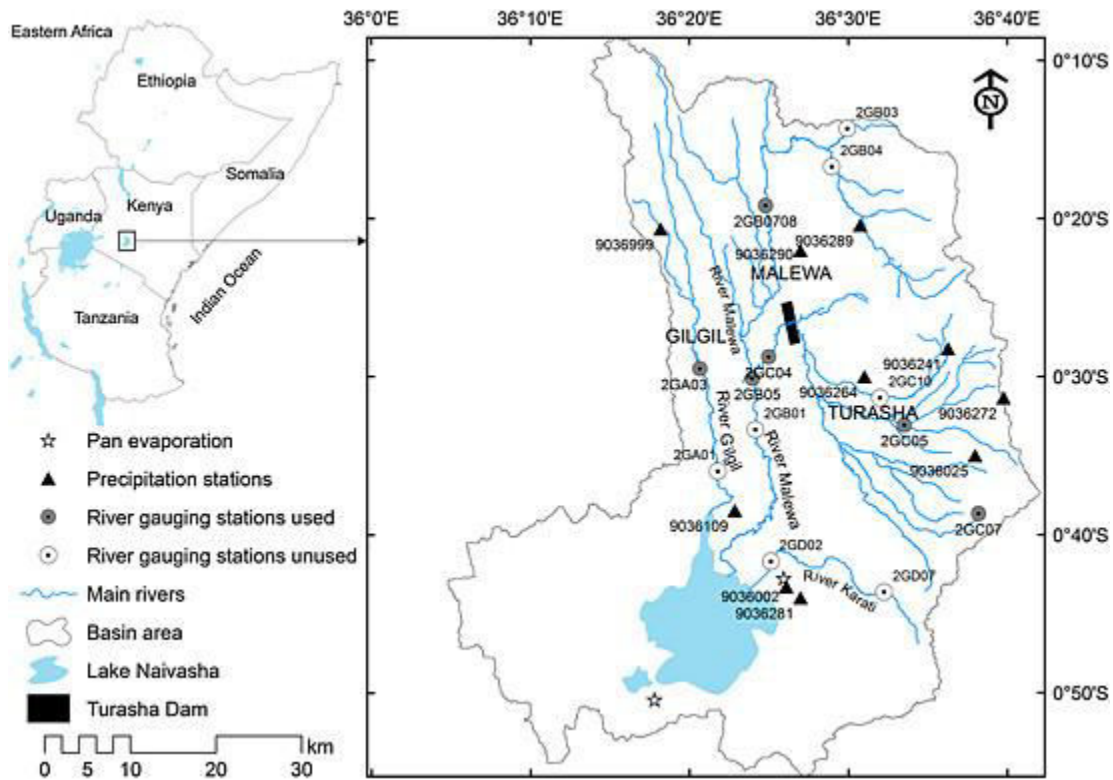 Eastern Africa
Ethiopia
Somalia
Kenya
Uganda
Tanzania
Indian Ocean
Pan evaporation
Precipitation stations
River gauging stations used
River gauging stations unused
Main rivers
Basin area
Lake Naivasha
Turasha Dam
km
0 5 10 20 30
36°0'E 36°20'E 36°30'E 36°40'E
0°10'S
0°20'S
0°30'S
0°40'S
0°50'S
N
2GB03
2GB04
2GB0708
9036999
9036289
9036290
MALEWA
River Malewa
GILGIL
2GC04
2GA03
2GB05
9036241
9036264
2GC10
TURASHA
9036272
2GB01
2GC05
River Gilgil
River Malewa
2GA01
9036025
9036109
2GC07
2GD02
2GD07
River Karati
9036002
9036281